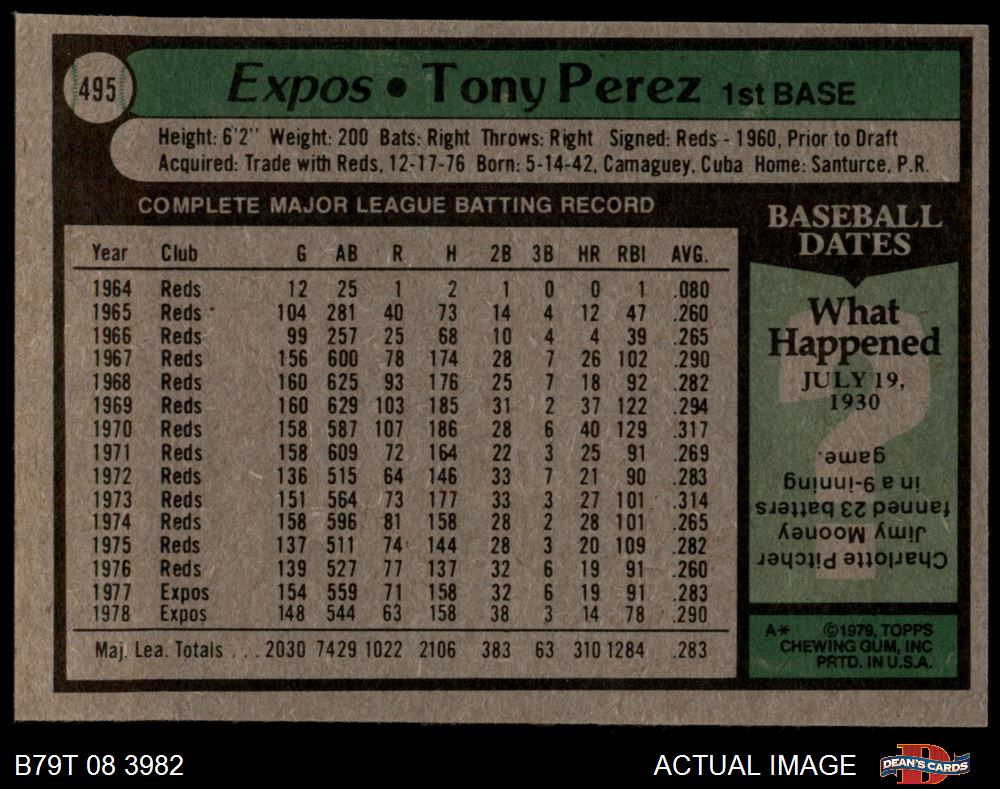 495
Expos • Tony Perez 1st BASE
Height: 6'2" Weight: 200 Bats: Right Throws: Right Signed: Reds - 1960, Prior to Draft
Acquired: Trade with Reds, 12-17-76 Born: 5-14-42, Camaguey, Cuba Home: Santurce, P.R.
COMPLETE MAJOR LEAGUE BATTING RECORD
Year Club G AB R H 2B 3B HR RBI AVG.
1964 Reds 12 25 1 2 1 0 0 1 .080
1965 Reds 104 281 40 73 14 4 12 47 .260
1966 Reds 99 257 25 68 10 4 4 39 .265
1967 Reds 156 600 78 174 28 7 26 102 .290
1968 Reds 160 625 93 176 25 7 18 92 .282
1969 Reds 160 629 103 185 31 2 37 122 .294
1970 Reds 158 587 107 186 28 6 40 129 .317
1971 Reds 158 609 72 164 22 3 25 91 .269
1972 Reds 136 515 64 146 33 7 21 90 .283
1973 Reds 151 564 73 177 33 3 27 101 .314
1974 Reds 158 596 81 158 28 2 28 101 .265
1975 Reds 137 511 74 144 28 3 20 109 .282
1976 Reds 139 527 77 137 32 6 19 91 .260
1977 Expos 154 559 71 158 32 6 19 91 .283
1978 Expos 148 544 63 158 38 3 14 78 .290
Maj. Lea. Totals ... 2030 7429 1022 2106 383 63 310 1284 .283
BASEBALL
DATES
What
Happened
JULY 19,
1930
Charlotte Pitcher
Jimy Mooney
fanned 23 batters
in a 9-inning
game.
A* ©1979, TOPPS
CHEWING GUM, INC
PRTD. IN U.S.A.
B79T 08 3982
ACTUAL IMAGE
DEAN'S CARDS